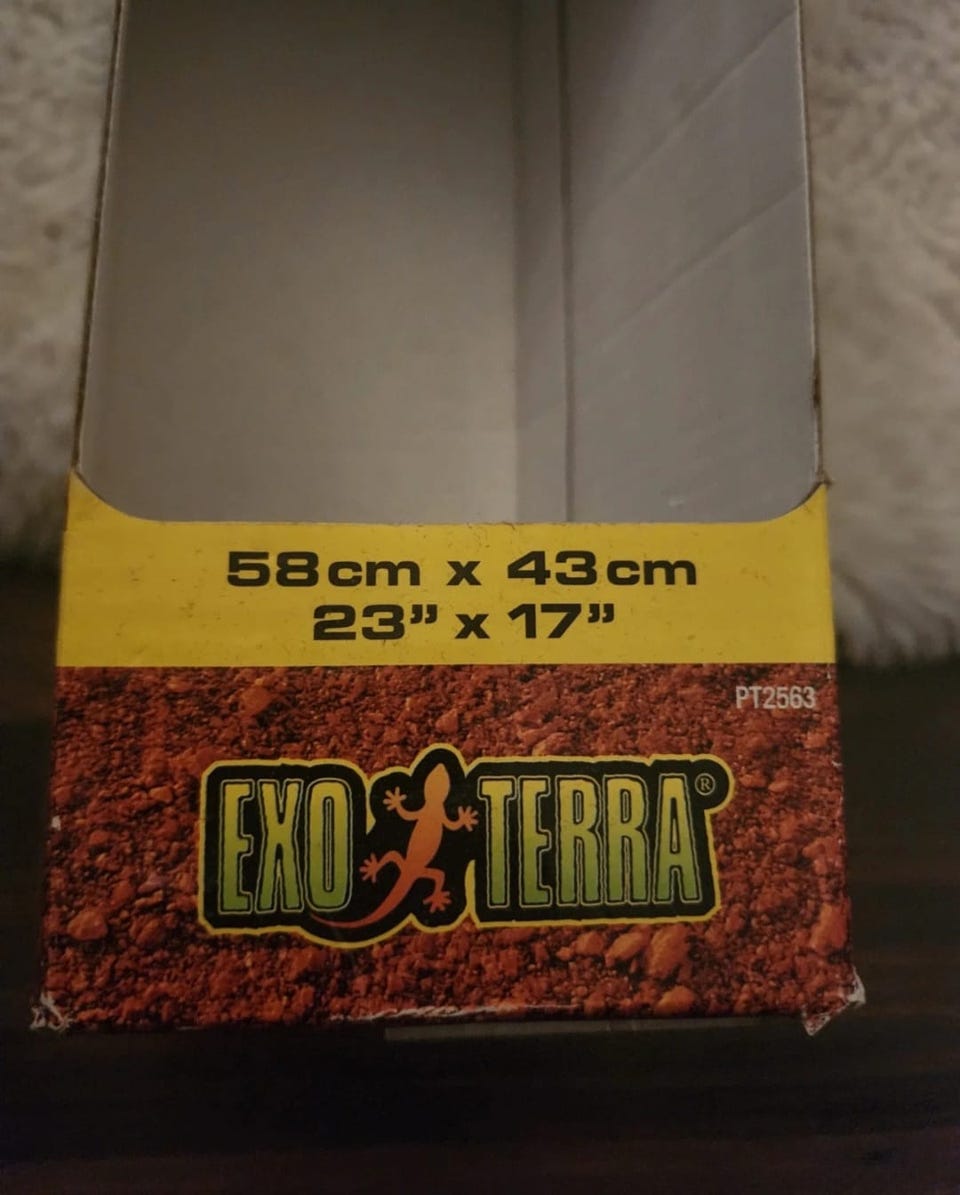 58cm x 43cm
23” x 17”
PT2563
EXO TERRA®